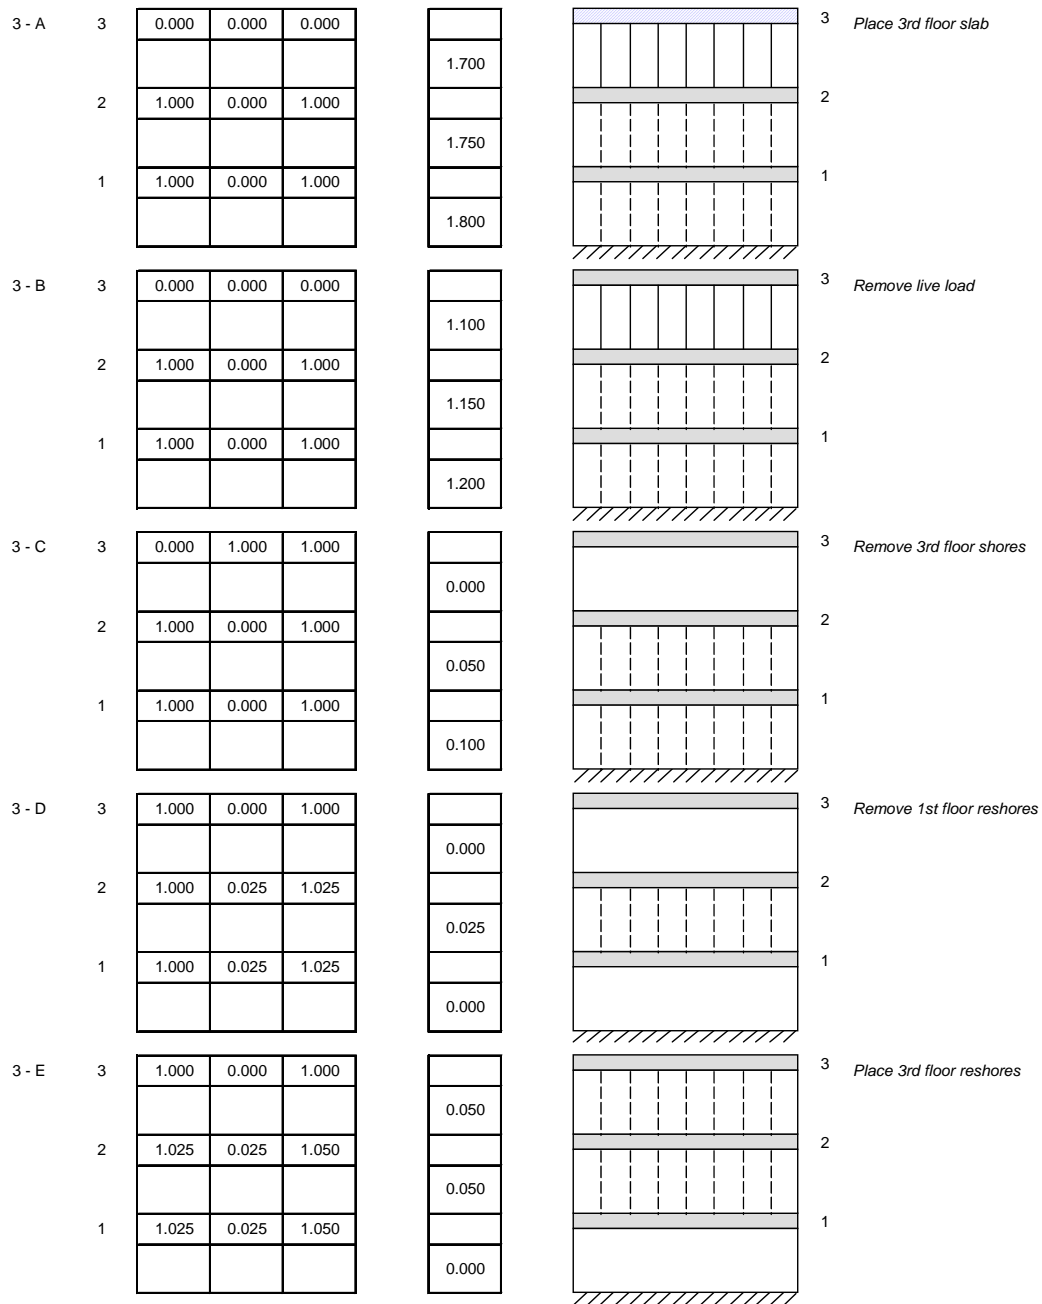 3 - A 3 0.000 0.000 0.000 3 Place 3rd floor slab
1.700
2 1.000 0.000 1.000 2
1.750
1 1.000 0.000 1.000 1
1.800
3 - B 3 0.000 0.000 0.000 3 Remove live load
1.100
2 1.000 0.000 1.000 2
1.150
1 1.000 0.000 1.000 1
1.200
3 - C 3 0.000 1.000 1.000 3 Remove 3rd floor shores
0.000
2 1.000 0.000 1.000 2
0.050
1 1.000 0.000 1.000 1
0.100
3 - D 3 1.000 0.000 1.000 3 Remove 1st floor reshores
0.000
2 1.000 0.025 1.025 2
0.025
1 1.000 0.025 1.025 1
0.000
3 - E 3 1.000 0.000 1.000 3 Place 3rd floor reshores
0.050
2 1.025 0.025 1.050 2
0.050
1 1.025 0.025 1.050 1
0.000